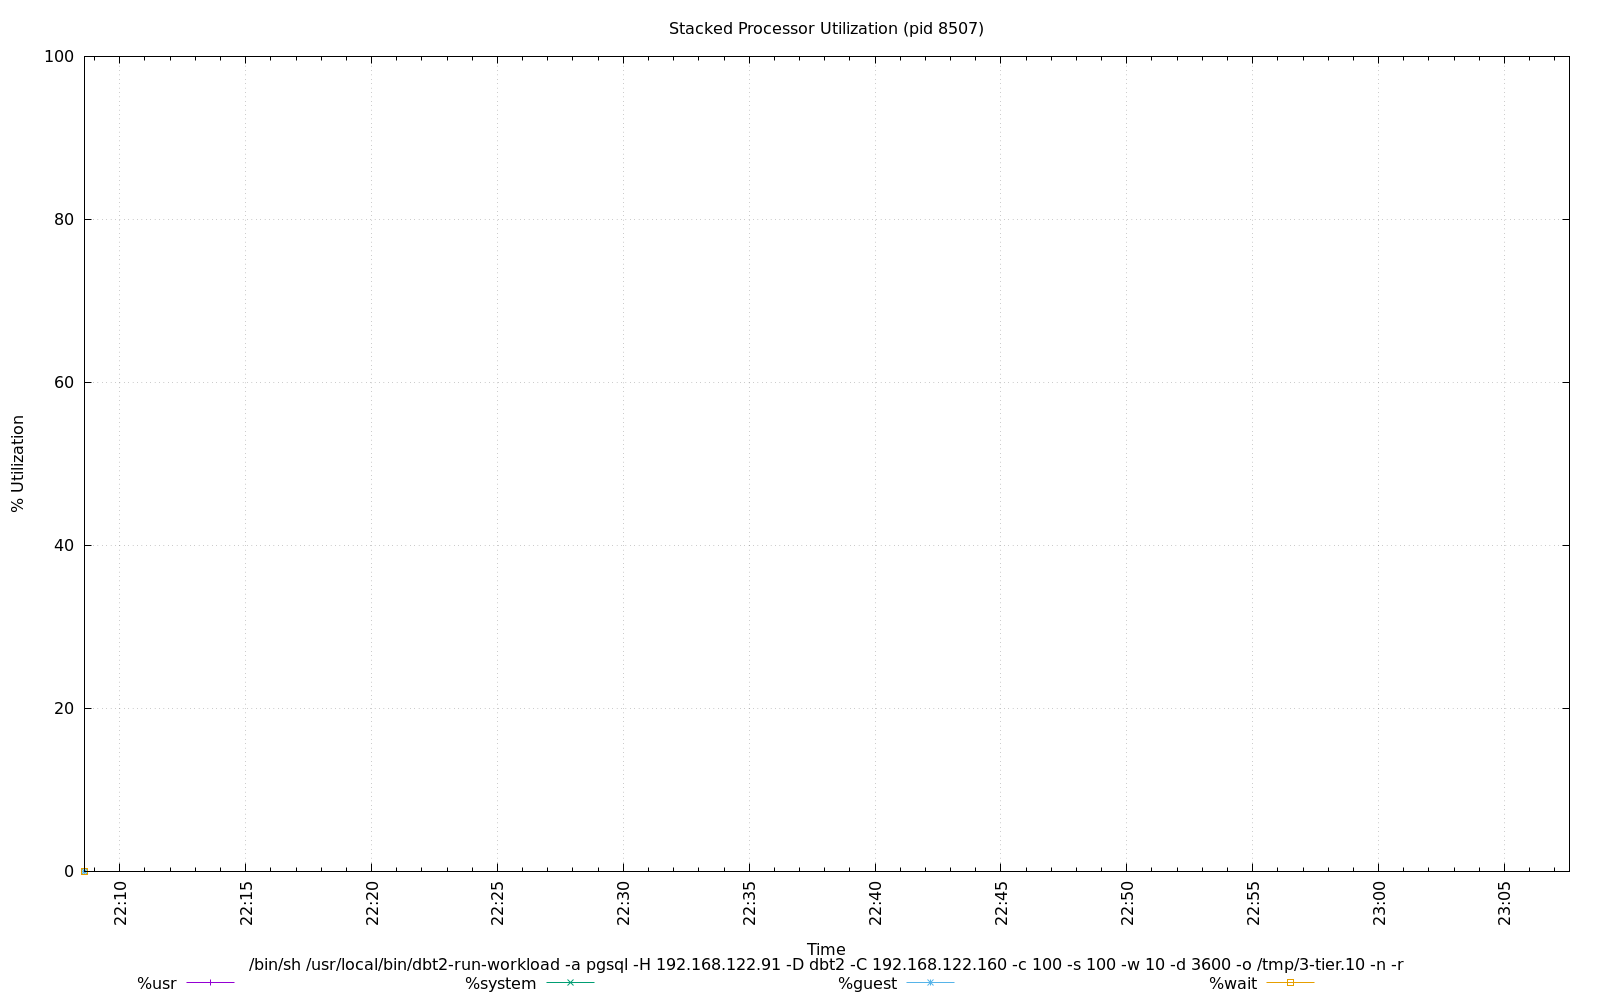 Stacked Processor Utilization (pid 8507)
100
80
60
40
20
0
% Utilization
22:10 22:15 22:20 22:25 22:30 22:35 22:40 22:45 22:50 22:55 23:00 23:05
Time
/bin/sh /usr/local/bin/dbt2-run-workload -a pgsql -H 192.168.122.91 -D dbt2 -C 192.168.122.160 -c 100 -s 100 -w 10 -d 3600 -o /tmp/3-tier.10 -n -r
%usr %system %guest %wait